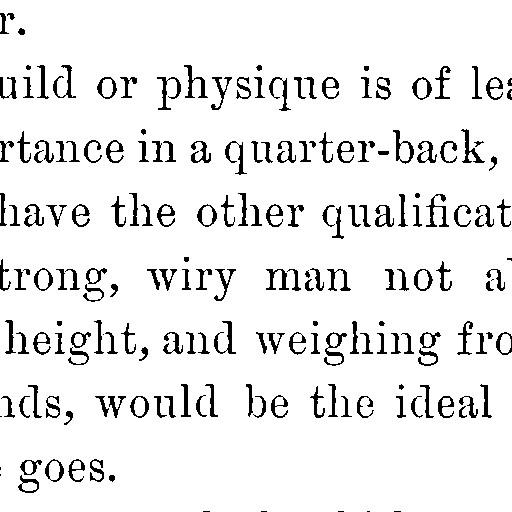 r.
uild or physique is of lea
rtance in a quarter-back,
have the other qualificat
trong, wiry man not a
height, and weighing fro
nds, would be the ideal
goes.